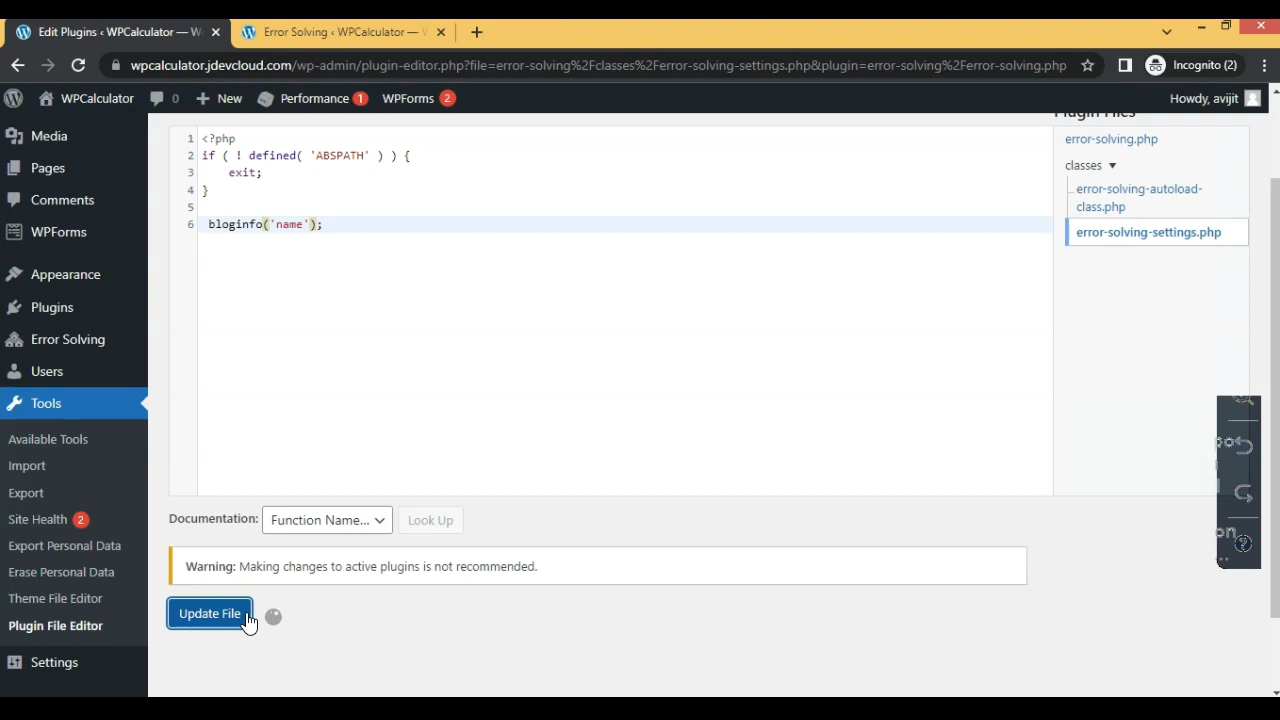 Edit Plugins ‹ WPCalculator — W
Error Solving ‹ WPCalculator —
wpcalculator.jdevcloud.com/wp-admin/plugin-editor.php?file=error-solving%2Fclasses%2Ferror-solving-settings.php&plugin=error-solving%2Ferror-solving.php
Incognito (2)
WPCalculator
0
New
Performance 1
WPForms 2
Howdy, avijit
Media
Pages
Comments
WPForms
Appearance
Plugins
Error Solving
Users
Tools
Available Tools
Import
Export
Site Health 2
Export Personal Data
Erase Personal Data
Theme File Editor
Plugin File Editor
Settings
1 <?php
2 if ( ! defined( 'ABSPATH' ) ) {
3 exit;
4 }
5
6 bloginfo('name');
Plugin Files
error-solving.php
classes ▼
error-solving-autoload-
class.php
error-solving-settings.php
Documentation: Function Name... Look Up
Warning: Making changes to active plugins is not recommended.
Update File